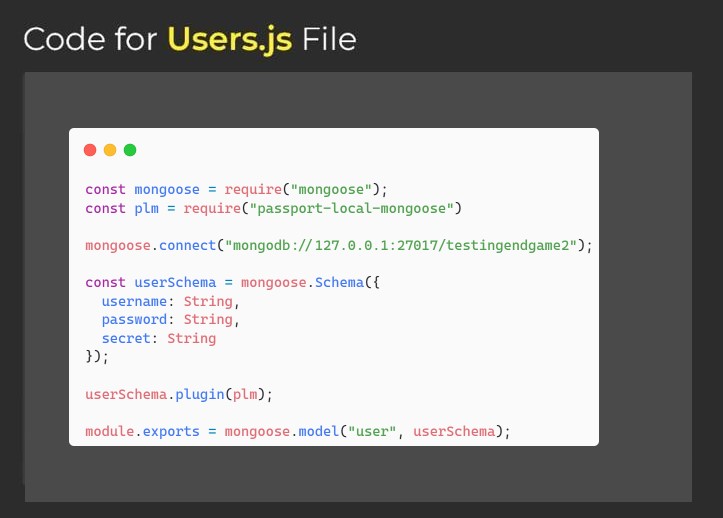 Code for Users.js File
const mongoose = require("mongoose");
const plm = require("passport-local-mongoose")
mongoose.connect("mongodb://127.0.0.1:27017/testingendgame2");
const userSchema = mongoose.Schema({
  username: String,
  password: String,
  secret: String
});
userSchema.plugin(plm);
module.exports = mongoose.model("user", userSchema);